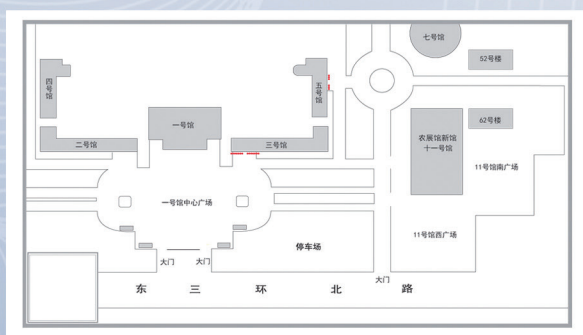 七号馆
52号楼
四号馆
五号馆
一号馆
62号楼
农展馆新馆
十一号馆
二号馆
三号馆
11号馆南广场
一号馆中心广场
11号馆西广场
停车场
大门
大门
大门
东三环北路